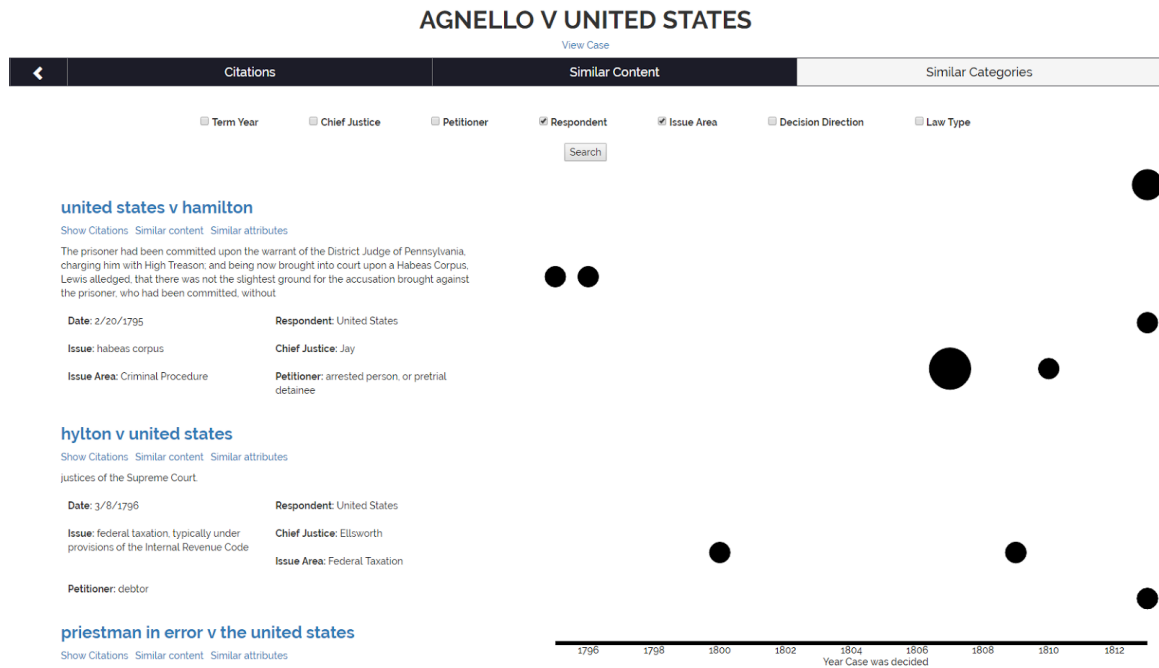 AGNELLO V UNITED STATES
View Case
Citations
Similar Content
Similar Categories
Term Year
Chief Justice
Petitioner
Respondent
Issue Area
Decision Direction
Law Type
Search
united states v hamilton
Show Citations Similar content Similar attributes
The prisoner had been committed upon the warrant of the District Judge of Pennsylvania,
charging him with High Treason; and being now brought into court upon a Habeas Corpus,
Lewis alledged, that there was not the slightest ground for the accusation brought against
the prisoner, who had been committed, without
Date: 2/20/1795
Respondent: United States
Issue: habeas corpus
Chief Justice: Jay
Issue Area: Criminal Procedure
Petitioner: arrested person, or pretrial
detainee
hylton v united states
Show Citations Similar content Similar attributes
justices of the Supreme Court.
Date: 3/8/1796
Respondent: United States
Issue: federal taxation, typically under
provisions of the Internal Revenue Code
Chief Justice: Ellsworth
Issue Area: Federal Taxation
Petitioner: debtor
priestman in error v the united states
Show Citations Similar content Similar attributes
1796 1798 1800 1802 1804 1806 1808 1810 1812
Year Case was decided